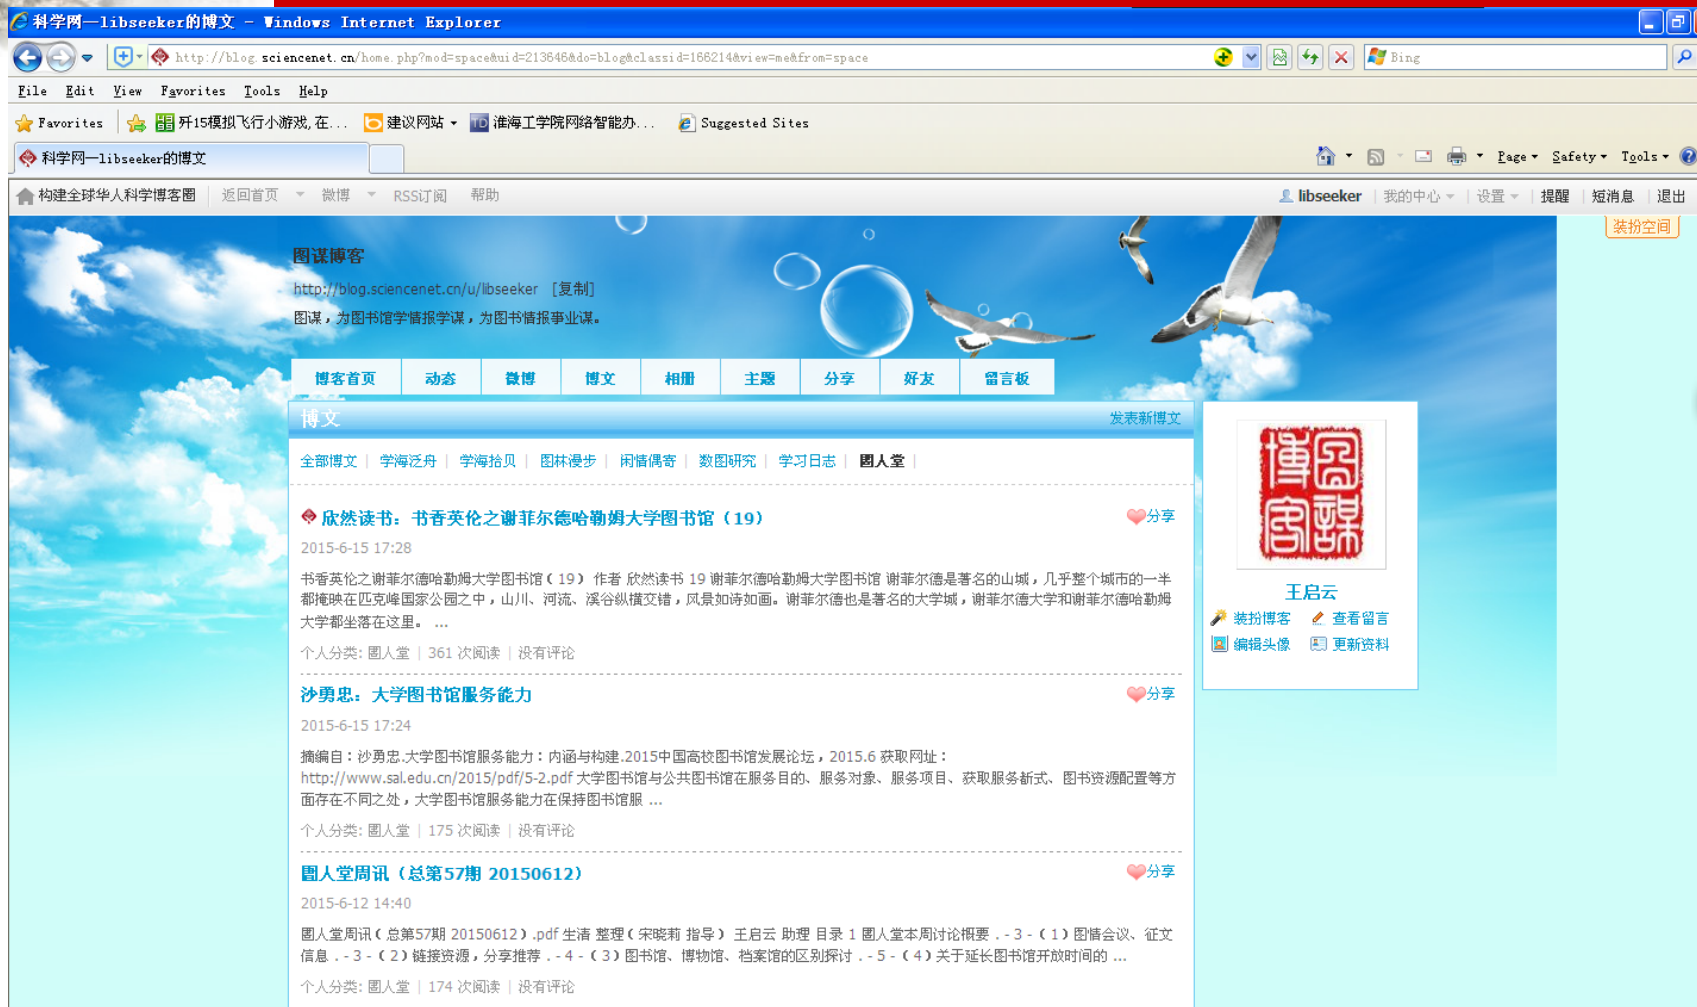 科学网—libseeker的博文 - Windows Internet Explorer
http://blog.sciencenet.cn/home.php?mod=space&uid=213646&do=blog&classid=166214&view=me&from=space
Bing
File Edit View Favorites Tools Help
Favorites 歼15模拟飞行小游戏,在... 建议网站 淮海工学院网络智能办... Suggested Sites
科学网—libseeker的博文
Page Safety Tools
构建全球华人科学博客圈 返回首页 微博 RSS订阅 帮助
libseeker 我的中心 设置 提醒 短消息 退出
装扮空间
图谋博客
http://blog.sciencenet.cn/u/libseeker [复制]
图谋，为图书馆学情报学谋，为图书情报事业谋。
博客首页 动态 微博 博文 相册 主题 分享 好友 留言板
博文 发表新博文
全部博文 | 学海泛舟 | 学海拾贝 | 图林漫步 | 闲情偶寄 | 数图研究 | 学习日志 | 圕人堂 |
欣然读书：书香英伦之谢菲尔德哈勒姆大学图书馆（19） 分享
2015-6-15 17:28
书香英伦之谢菲尔德哈勒姆大学图书馆（19） 作者 欣然读书 19 谢菲尔德哈勒姆大学图书馆 谢菲尔德是著名的山城，几乎整个城市的一半
都掩映在匹克峰国家公园之中，山川、河流、溪谷纵横交错，风景如诗如画。谢菲尔德也是著名的大学城，谢菲尔德大学和谢菲尔德哈勒姆
大学都坐落在这里。 ...
个人分类: 圕人堂 | 361 次阅读 | 没有评论
沙勇忠：大学图书馆服务能力 分享
2015-6-15 17:24
摘编自：沙勇忠.大学图书馆服务能力：内涵与构建.2015中国高校图书馆发展论坛，2015.6 获取网址：
http://www.sal.edu.cn/2015/pdf/5-2.pdf 大学图书馆与公共图书馆在服务目的、服务对象、服务项目、获取服务新式、图书资源配置等方
面存在不同之处，大学图书馆服务能力在保持图书馆服 ...
个人分类: 圕人堂 | 175 次阅读 | 没有评论
圕人堂周讯（总第57期 20150612） 分享
2015-6-12 14:40
圕人堂周讯（总第57期 20150612）.pdf 生清 整理（宋晓莉 指导） 王启云 助理 目录 1 圕人堂本周讨论概要．- 3 -（1）图情会议、征文
信息．- 3 -（2）链接资源，分享推荐．- 4 -（3）图书馆、博物馆、档案馆的区别探讨．- 5 -（4）关于延长图书馆开放时间的 ...
个人分类: 圕人堂 | 174 次阅读 | 没有评论
圖謀
博客
王启云
装扮博客 查看留言
编辑头像 更新资料